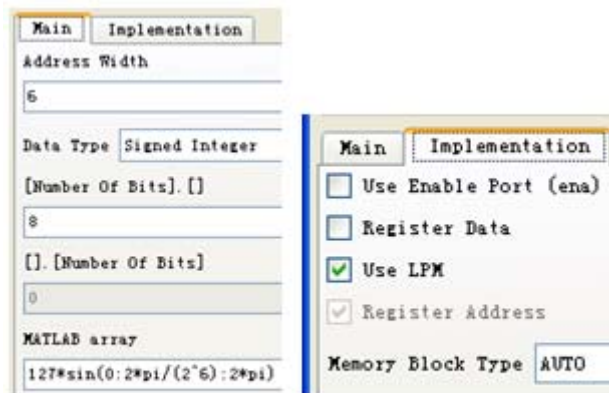 Main Implementation
Address Width
6
Data Type Signed Integer
[Number Of Bits].[]
8
[].[Number Of Bits]
0
MATLAB array
127*sin(0:2*pi/(2^6):2*pi)
Main Implementation
Use Enable Port (ena)
Register Data
Use LPM
Register Address
Memory Block Type AUTO